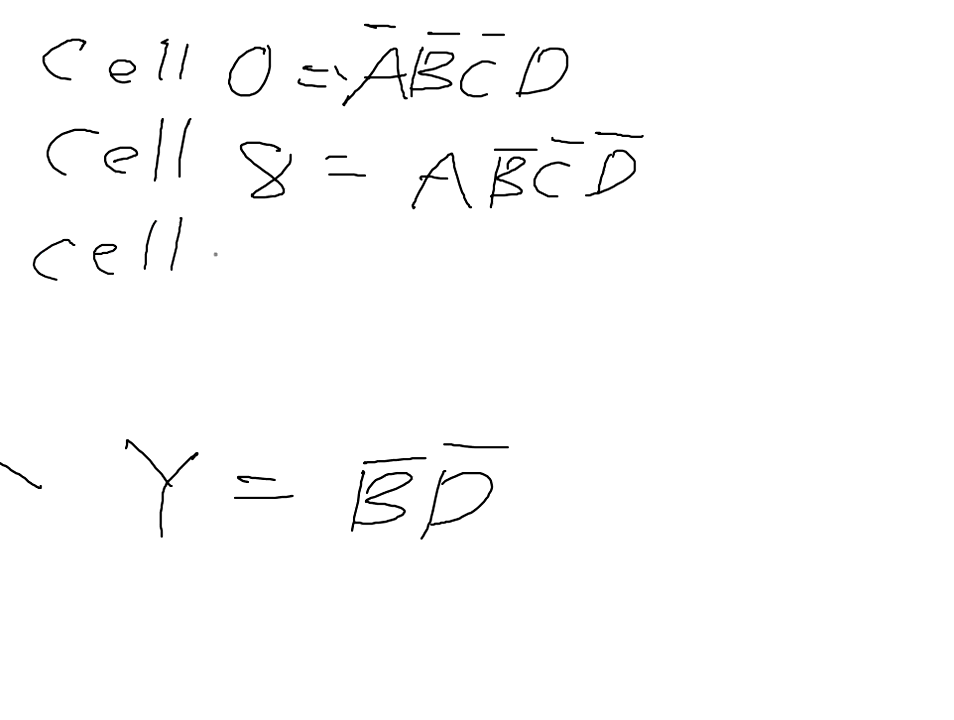 Cell 0 = A̅B̅C̅D
Cell 8 = AB̅C̅D̅
cell
Y = B̅D̅